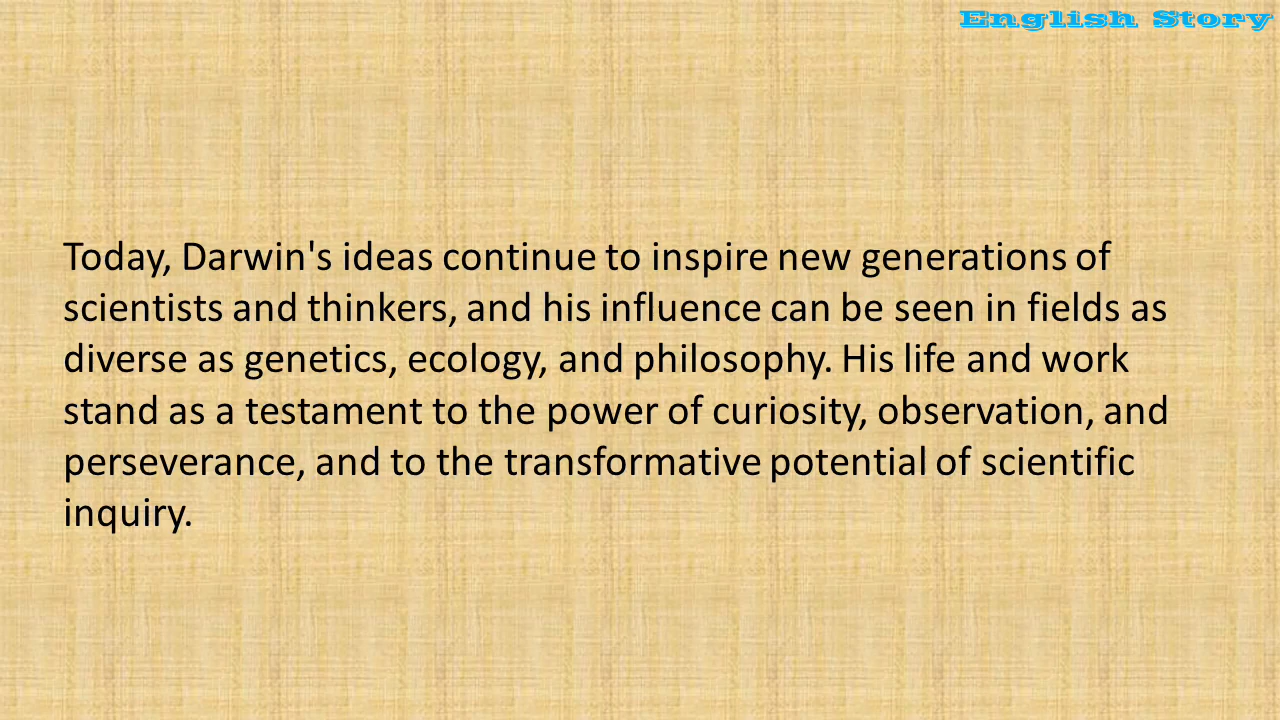 English Story
Today, Darwin's ideas continue to inspire new generations of
scientists and thinkers, and his influence can be seen in fields as
diverse as genetics, ecology, and philosophy. His life and work
stand as a testament to the power of curiosity, observation, and
perseverance, and to the transformative potential of scientific
inquiry.